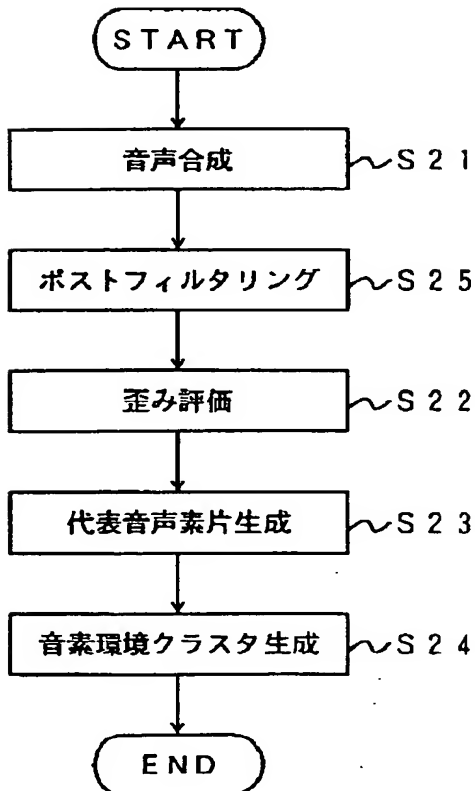 START
音声合成 S21
ポストフィルタリング S25
歪み評価 S22
代表音声素片生成 S23
音素環境クラスタ生成 S24
END